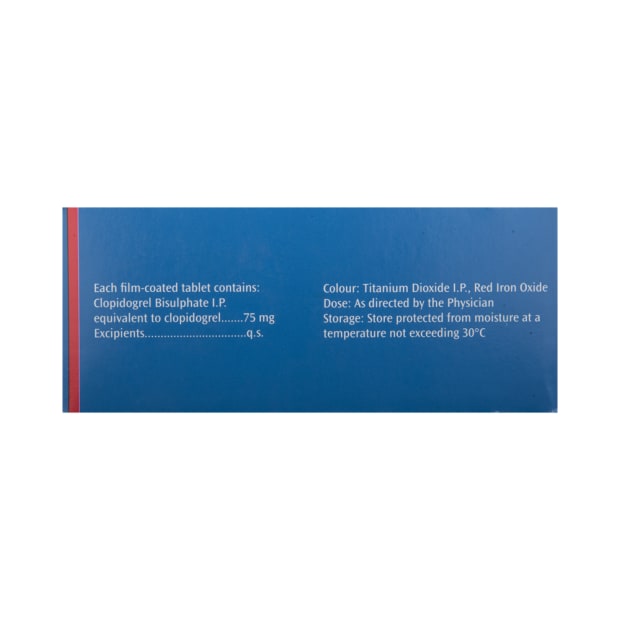 Each film-coated tablet contains:
Clopidogrel Bisulphate I.P.
equivalent to clopidogrel.......75 mg
Excipients................................q.s.
Colour: Titanium Dioxide I.P., Red Iron Oxide
Dose: As directed by the Physician
Storage: Store protected from moisture at a
temperature not exceeding 30°C